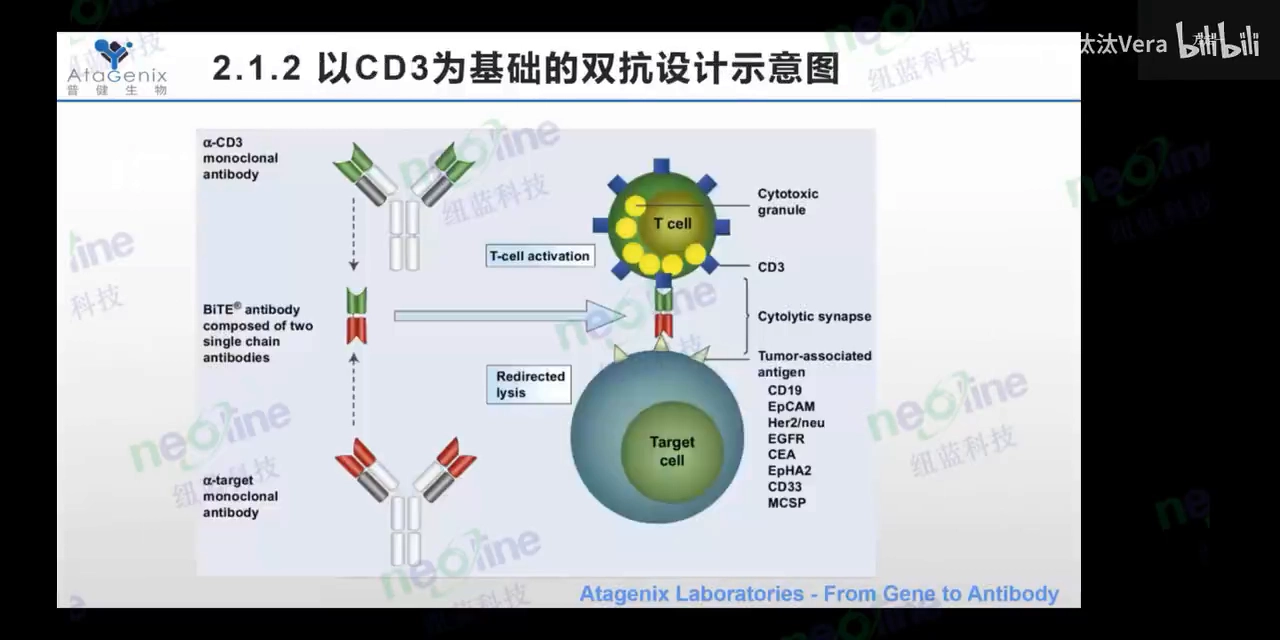 汰汰Vera bilibili
AtaGenix
普健生物
2.1.2 以CD3为基础的双抗设计示意图
α-CD3
monoclonal
antibody
BiTE® antibody
composed of two
single chain
antibodies
α-target
monoclonal
antibody
T-cell activation
Redirected
lysis
T cell
Target
cell
Cytotoxic
granule
CD3
Cytolytic synapse
Tumor-associated
antigen
CD19
EpCAM
Her2/neu
EGFR
CEA
EpHA2
CD33
MCSP
neoline
纽蓝科技
Atagenix Laboratories - From Gene to Antibody